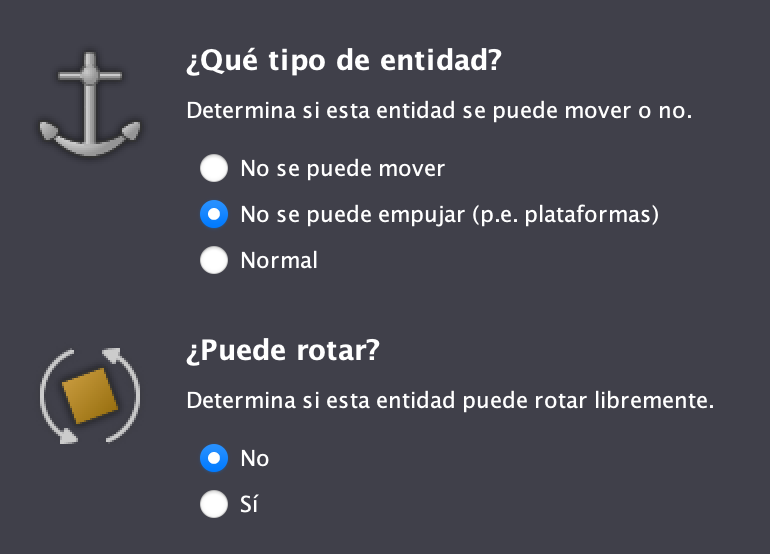 ¿Qué tipo de entidad?
Determina si esta entidad se puede mover o no.
No se puede mover
No se puede empujar (p.e. plataformas)
Normal
¿Puede rotar?
Determina si esta entidad puede rotar libremente.
No
Sí